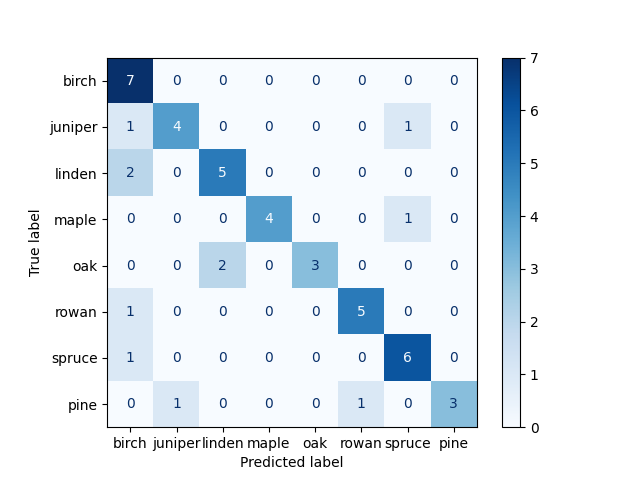 birch 7 0 0 0 0 0 0 0
juniper 1 4 0 0 0 0 1 0
linden 2 0 5 0 0 0 0 0
maple 0 0 0 4 0 0 1 0
oak 0 0 2 0 3 0 0 0
rowan 1 0 0 0 0 5 0 0
spruce 1 0 0 0 0 0 6 0
pine 0 1 0 0 0 1 0 3
birch juniper linden maple oak rowan spruce pine
Predicted label
True label
7
6
5
4
3
2
1
0